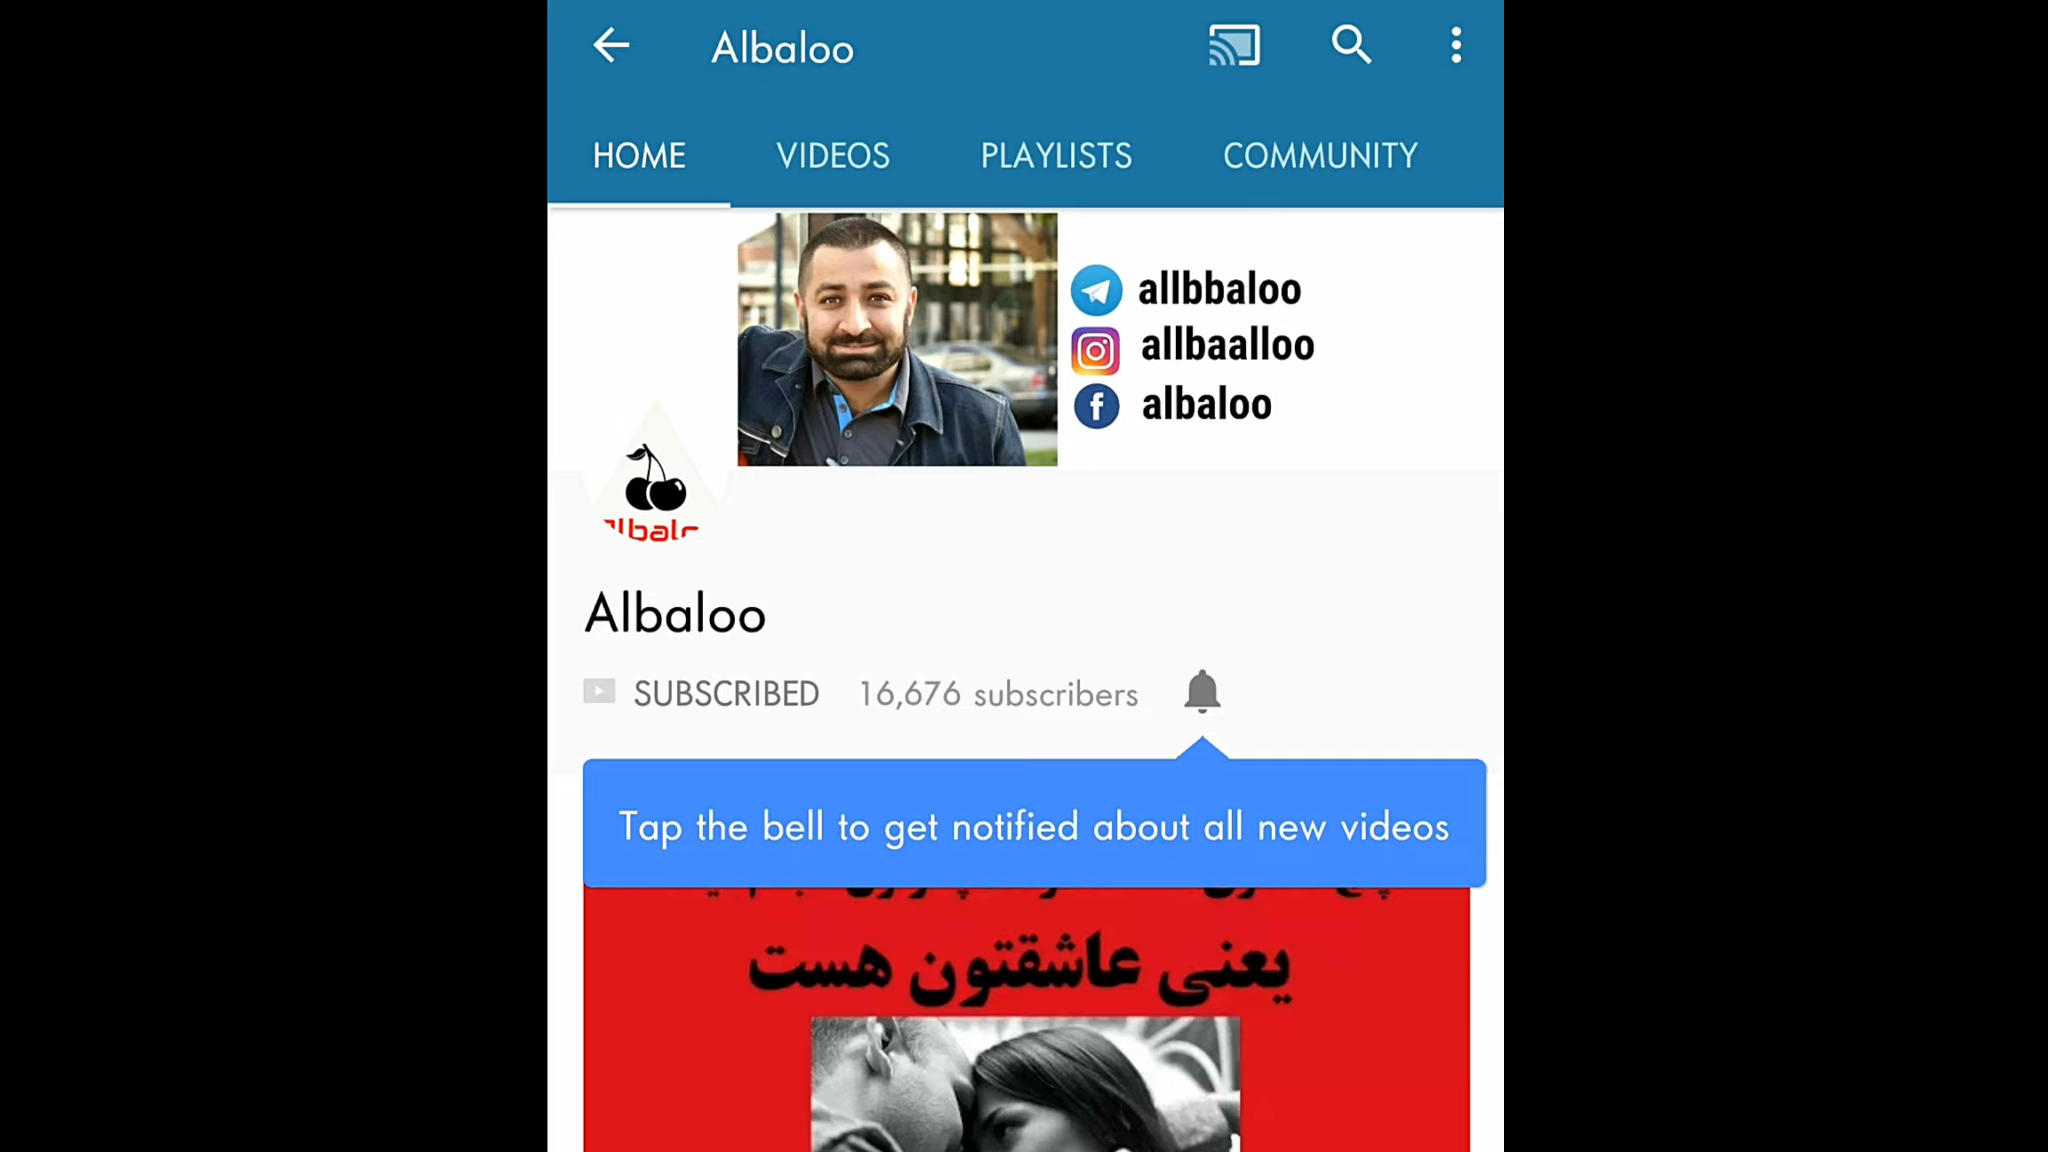 Albaloo
HOME VIDEOS PLAYLISTS COMMUNITY
allbbaloo
allbaalloo
albaloo
Albaloo
SUBSCRIBED 16,676 subscribers
Tap the bell to get notified about all new videos
یعنی عاشقتون هست